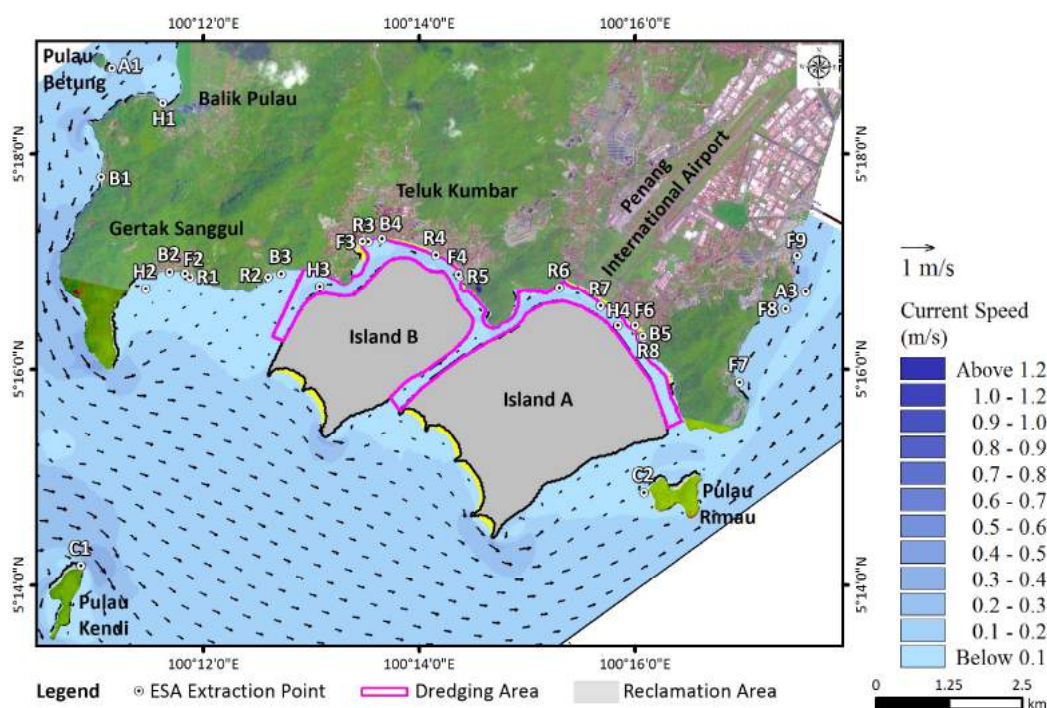 100°12'0"E 100°14'0"E 100°16'0"E
5°18'0"N
5°16'0"N
5°14'0"N
5°18'0"N
5°16'0"N
5°14'0"N
Pulau
Betung
A1
H1
Balik Pulau
B1
Gertak Sanggul
Teluk Kumbar
Penang
International Airport
B2
H2
F2
R1
R2
B3
H3
F3
R3
B4
R4
F4
R5
R6
R7
H4
F6
B5
R8
F7
F8
A3
F9
Island B
Island A
C2
Pulau
Rimau
C1
Pulau
Kendi
100°12'0"E 100°14'0"E 100°16'0"E
1 m/s
Current Speed
(m/s)
Above 1.2
1.0 - 1.2
0.9 - 1.0
0.8 - 0.9
0.7 - 0.8
0.6 - 0.7
0.5 - 0.6
0.4 - 0.5
0.3 - 0.4
0.2 - 0.3
0.1 - 0.2
Below 0.1
Legend ESA Extraction Point Dredging Area Reclamation Area
0 1.25 2.5
km